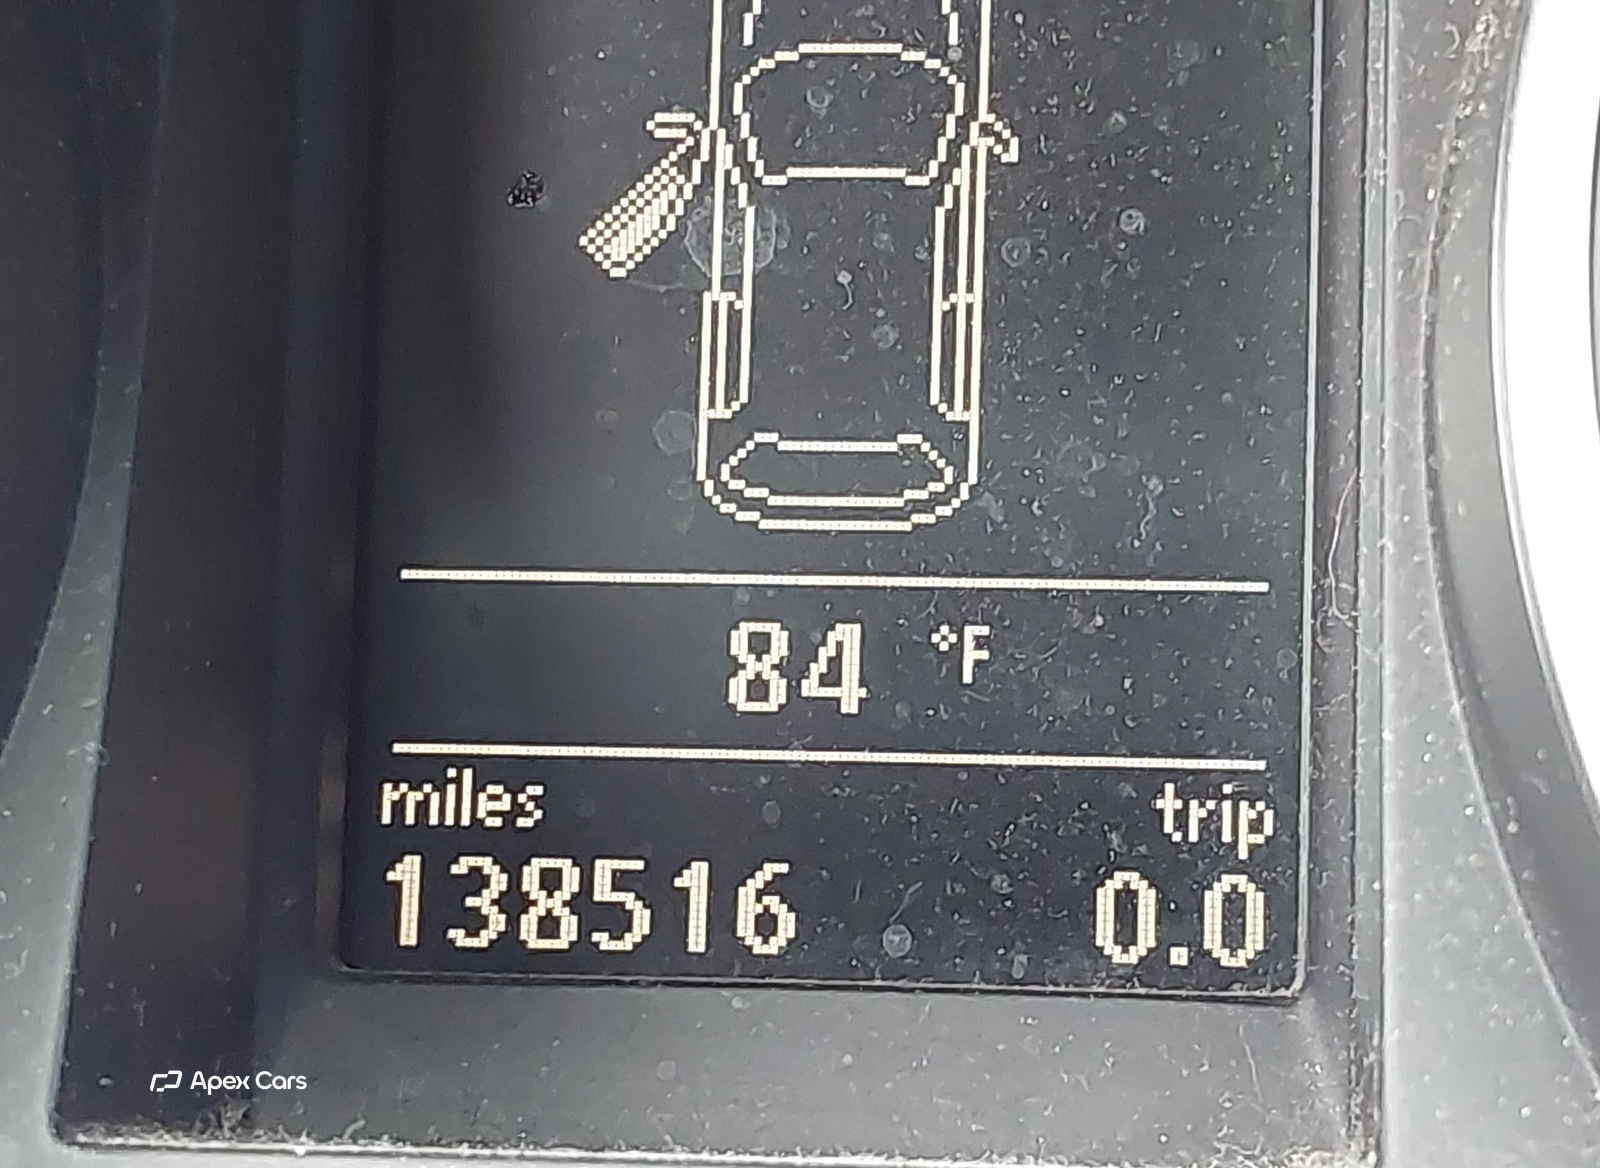 84 °F
miles trip
138516 0.0
Apex Cars